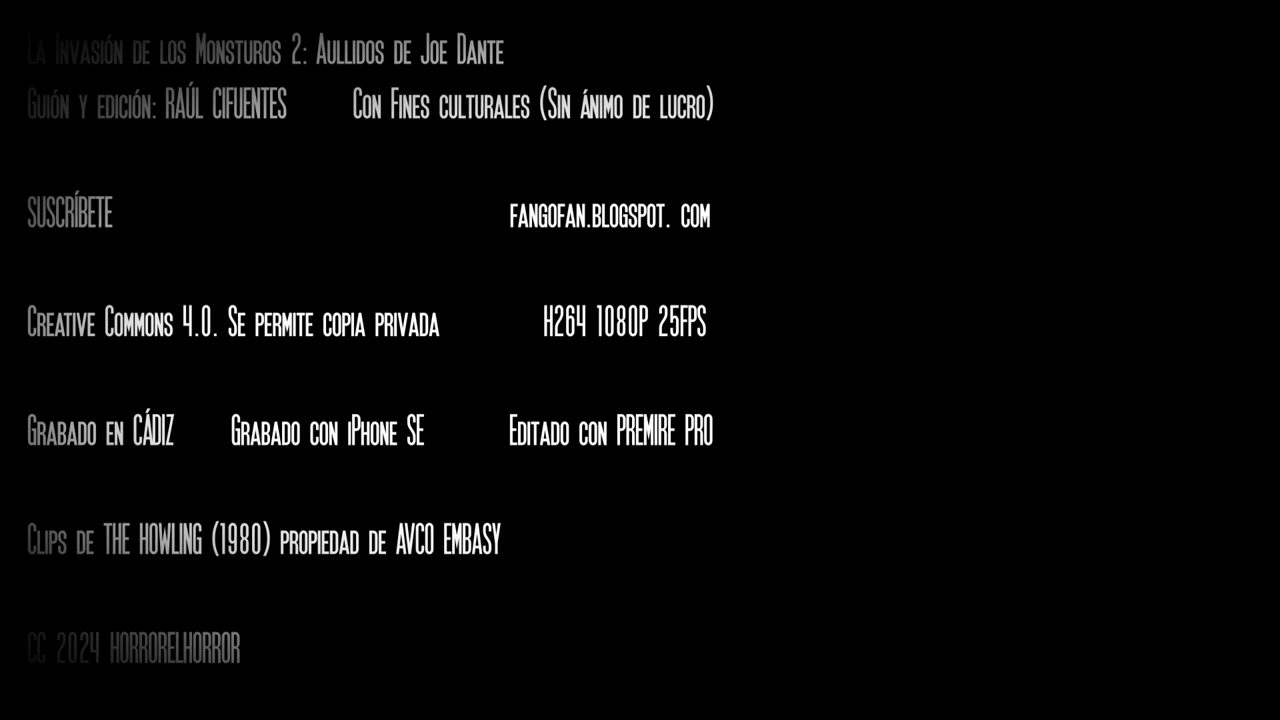 La Invasión de los Monsturos 2: Aullidos de Joe Dante
Guión y edición: RAÚL CIFUENTES Con Fines culturales (Sin ánimo de lucro)
SUSCRÍBETE fangofan.blogspot. com
Creative Commons 4.0. Se permite copia privada H264 1080P 25FPS
Grabado en CÁDIZ Grabado con iPhone SE Editado con PREMIRE PRO
Clips de THE HOWLING (1980) propiedad de AVCO EMBASY
CC 2024 HORRORELHORROR